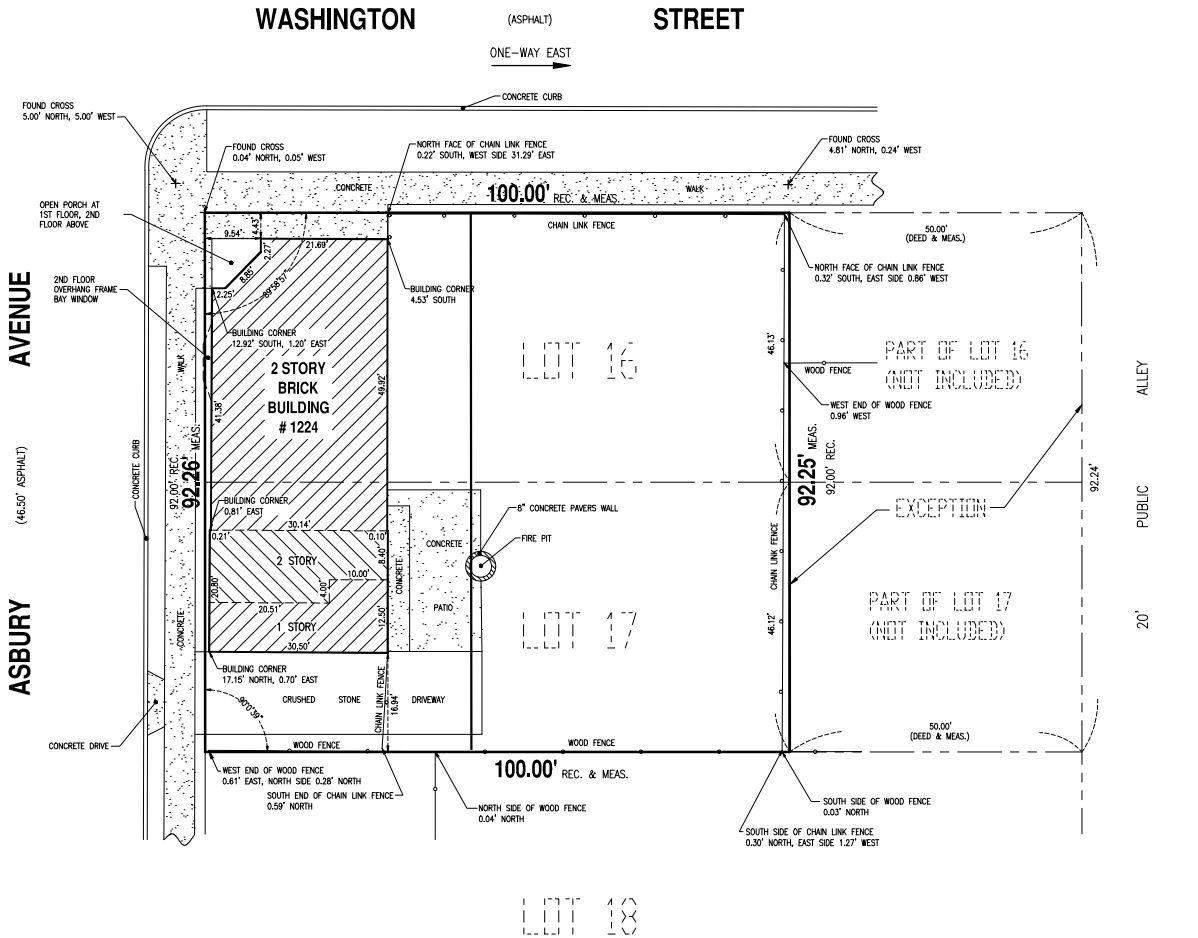 WASHINGTON (ASPHALT) STREET
ONE-WAY EAST
CONCRETE CURB
FOUND CROSS
5.00' NORTH, 5.00' WEST
FOUND CROSS
0.04' NORTH, 0.05' WEST
NORTH FACE OF CHAIN LINK FENCE
0.22' SOUTH, WEST SIDE 31.29' EAST
FOUND CROSS
4.81' NORTH, 0.24' WEST
CONCRETE
WALK
100.00' REC. & MEAS.
CHAIN LINK FENCE
OPEN PORCH AT
1ST FLOOR, 2ND
FLOOR ABOVE
9.54'
4.43'
2.27'
21.69'
8.85'
2.25'
89°58'57"
50.00'
(DEED & MEAS.)
NORTH FACE OF CHAIN LINK FENCE
0.32' SOUTH, EAST SIDE 0.86' WEST
2ND FLOOR
OVERHANG FRAME
BAY WINDOW
BUILDING CORNER
4.53' SOUTH
BUILDING CORNER
12.92' SOUTH, 1.20' EAST
AVENUE
(46.50' ASPHALT)
ASBURY
CONCRETE CURB
WALK
CONCRETE
92.00' REC.
92.26' MEAS.
41.38'
49.92'
2 STORY
BRICK
BUILDING
# 1224
LOT 16
46.13'
WOOD FENCE
PART OF LOT 16
(NOT INCLUDED)
WEST END OF WOOD FENCE
0.96' WEST
92.25' MEAS.
92.00' REC.
ALLEY
PUBLIC
20'
92.24'
EXCEPTION
BUILDING CORNER
0.81' EAST
30.14'
0.21'
0.10'
2 STORY
8.40'
10.00'
4.00'
20.80'
20.51'
12.50'
1 STORY
30.50'
CONCRETE
CONCRETE
PATIO
8" CONCRETE PAVERS WALL
FIRE PIT
CHAIN LINK FENCE
46.12'
LOT 17
PART OF LOT 17
(NOT INCLUDED)
BUILDING CORNER
17.15' NORTH, 0.70' EAST
90°0'39"
CRUSHED STONE DRIVEWAY
CHAIN LINK FENCE
16.94'
CONCRETE DRIVE
WOOD FENCE
WOOD FENCE
50.00'
(DEED & MEAS.)
100.00' REC. & MEAS.
WEST END OF WOOD FENCE
0.61' EAST, NORTH SIDE 0.28' NORTH
SOUTH END OF CHAIN LINK FENCE
0.59' NORTH
NORTH SIDE OF WOOD FENCE
0.04' NORTH
SOUTH SIDE OF WOOD FENCE
0.03' NORTH
SOUTH SIDE OF CHAIN LINK FENCE
0.30' NORTH, EAST SIDE 1.27' WEST
LOT 18